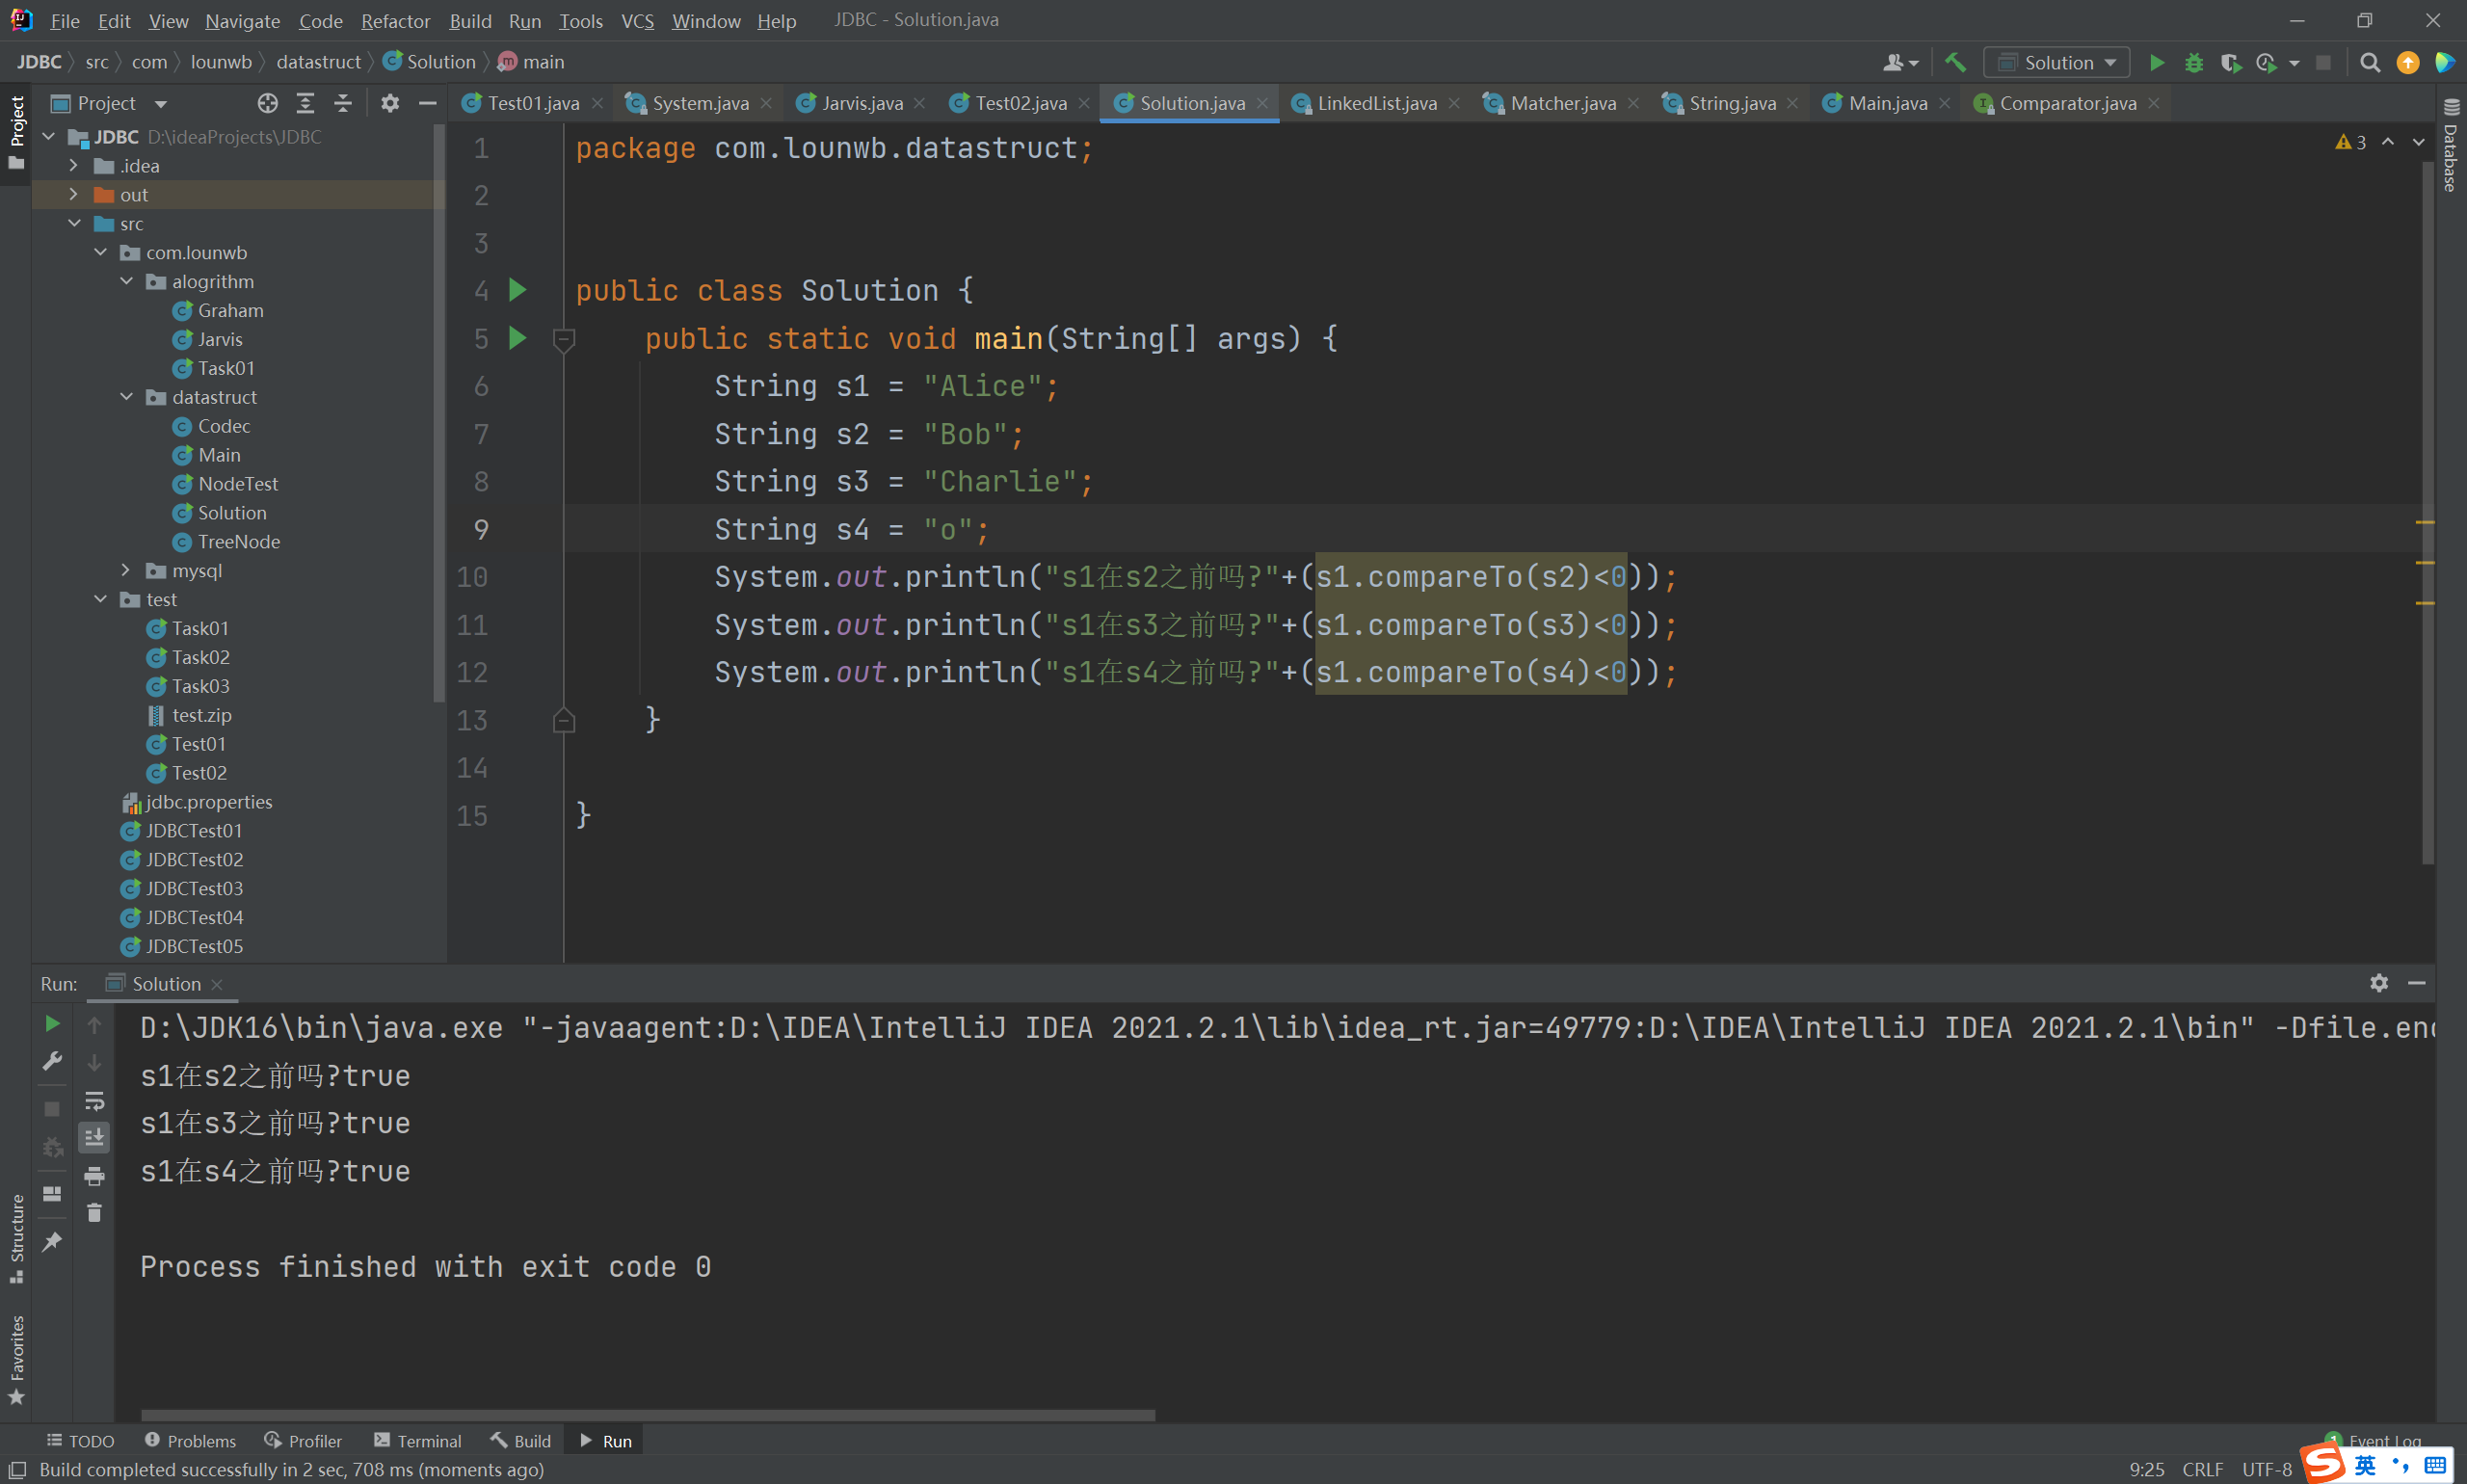 File Edit View Navigate Code Refactor Build Run Tools VCS Window Help JDBC - Solution.java
JDBC src com lounwb datastruct Solution main
Solution
Project
Test01.java System.java Jarvis.java Test02.java Solution.java LinkedList.java Matcher.java String.java Main.java Comparator.java
Project
Database
JDBC D:\ideaProjects\JDBC
.idea
out
src
com.lounwb
alogrithm
Graham
Jarvis
Task01
datastruct
Codec
Main
NodeTest
Solution
TreeNode
mysql
test
Task01
Task02
Task03
test.zip
Test01
Test02
jdbc.properties
JDBCTest01
JDBCTest02
JDBCTest03
JDBCTest04
JDBCTest05
3
1 package com.lounwb.datastruct;
2
3
4 public class Solution {
5 public static void main(String[] args) {
6 String s1 = "Alice";
7 String s2 = "Bob";
8 String s3 = "Charlie";
9 String s4 = "o";
10 System.out.println("s1在s2之前吗?"+(s1.compareTo(s2)<0));
11 System.out.println("s1在s3之前吗?"+(s1.compareTo(s3)<0));
12 System.out.println("s1在s4之前吗?"+(s1.compareTo(s4)<0));
13 }
14
15 }
Run: Solution
D:\JDK16\bin\java.exe "-javaagent:D:\IDEA\IntelliJ IDEA 2021.2.1\lib\idea_rt.jar=49779:D:\IDEA\IntelliJ IDEA 2021.2.1\bin" -Dfile.enc
s1在s2之前吗?true
s1在s3之前吗?true
s1在s4之前吗?true
Process finished with exit code 0
Structure
Favorites
TODO Problems Profiler Terminal Build Run
1 Event Log
Build completed successfully in 2 sec, 708 ms (moments ago)
9:25 CRLF UTF-8
英